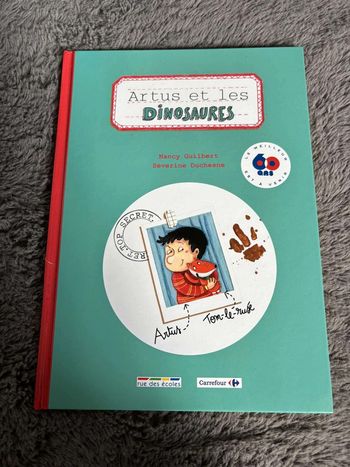 Artus et les
DINOSAURES
Nancy Guilbert
Séverine Duchesne
LE MEILLEUR
60
ans
EST À VENIR
TOP SECRET
Artus
Tom-le-rusé
rue des écoles
Carrefour